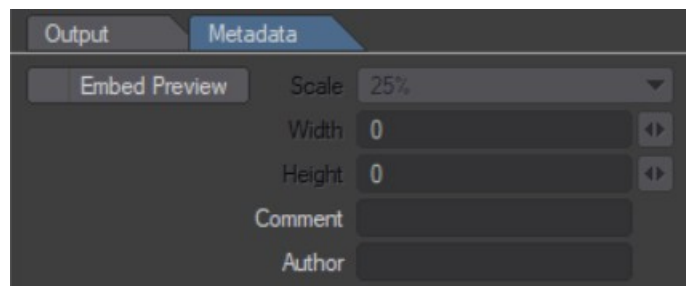 Output Metadata
Embed Preview Scale 25%
Width 0
Height 0
Comment
Author